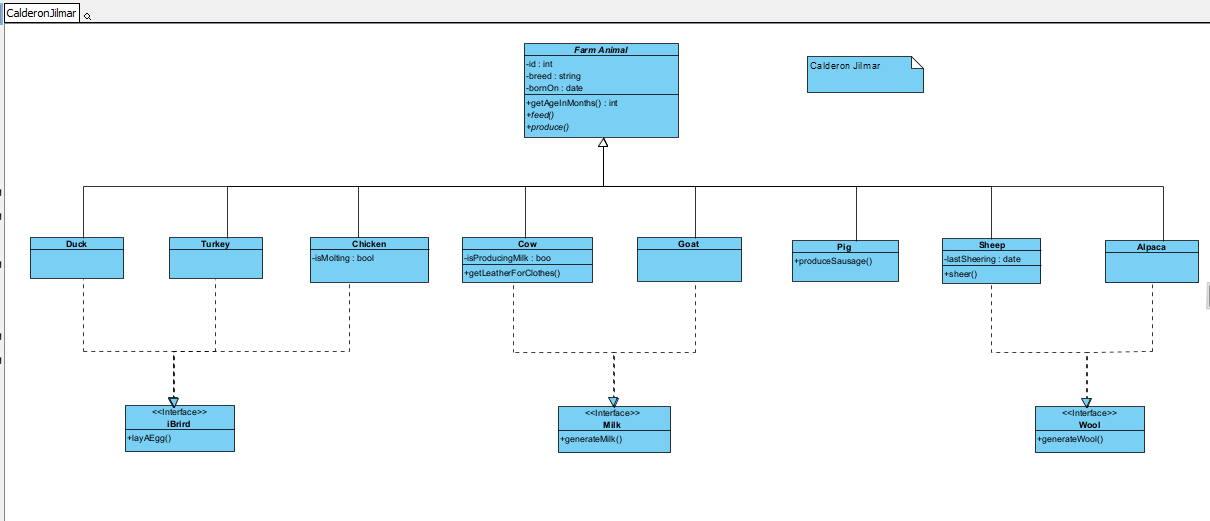 CalderonJilmar
Farm Animal
-id : int
-breed : string
-bornOn : date
+getAgeInMonths() : int
+feed()
+produce()
Calderon Jilmar
Duck
Turkey
Chicken
-isMolting : bool
Cow
-isProducingMilk : boo
+getLeatherForClothes()
Goat
Pig
+produceSausage()
Sheep
-lastSheering : date
+sheer()
Alpaca
<<Interface>>
iBrird
+layAEgg()
<<Interface>>
Milk
+generateMilk()
<<Interface>>
Wool
+generateWool()